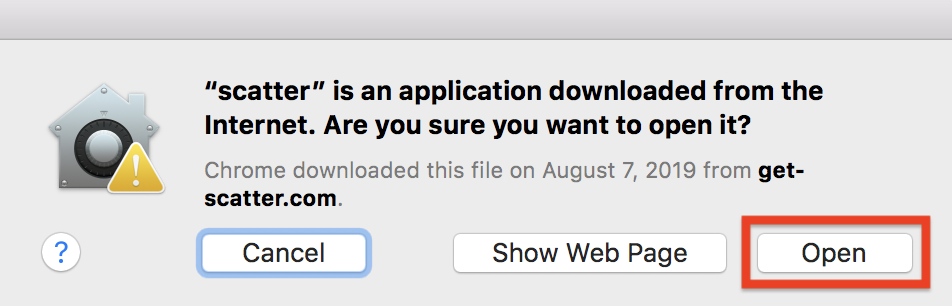 “scatter” is an application downloaded from the
Internet. Are you sure you want to open it?
Chrome downloaded this file on August 7, 2019 from get-
scatter.com.
? Cancel Show Web Page Open